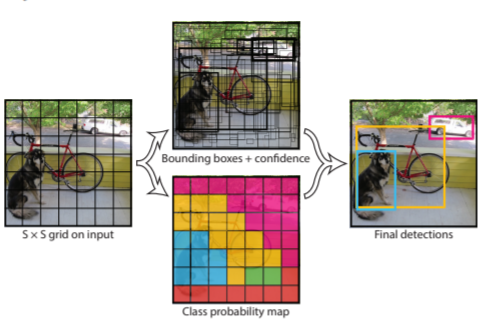 Bounding boxes + confidence
S × S grid on input
Final detections
Class probability map